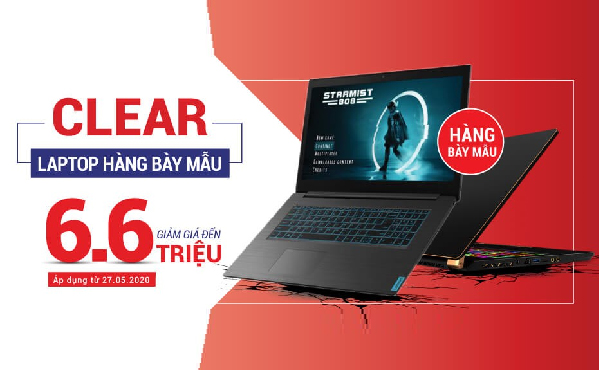 CLEAR
LAPTOP HÀNG BÀY MẪU
6.6
GIẢM GIÁ ĐẾN
TRIỆU
Áp dụng từ 27.05.2020
STRAMIST
808
HÀNG
BÀY MẪU
Lenovo